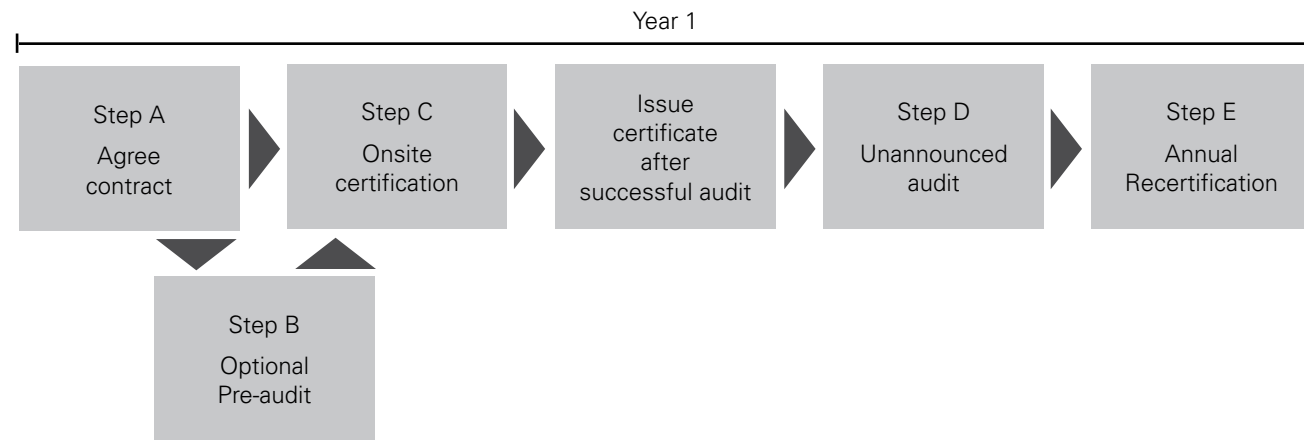 Year 1
Step A
Agree
contract
Step C
Onsite
certification
Issue
certificate
after
successful audit
Step D
Unannounced
audit
Step E
Annual
Recertification
Step B
Optional
Pre-audit